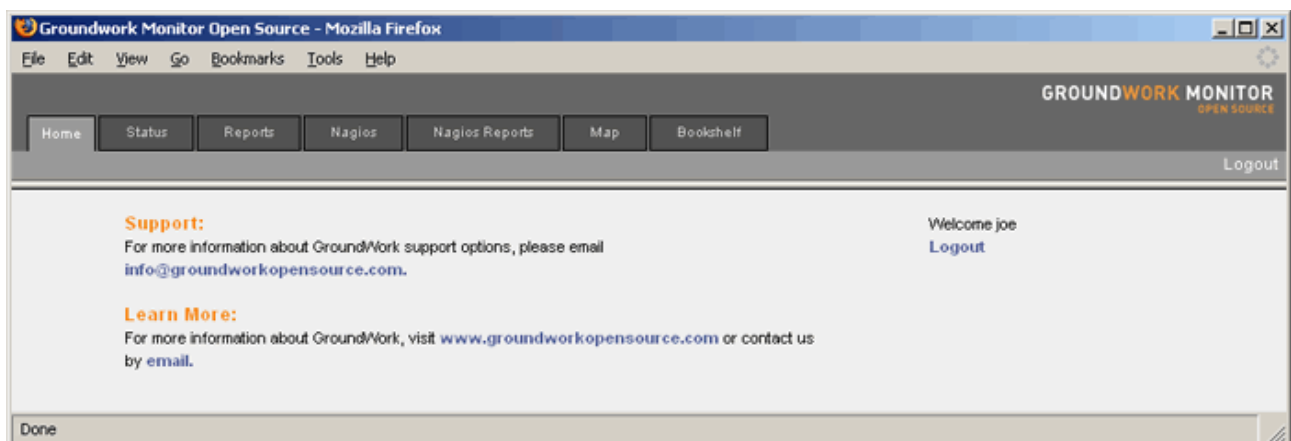 Groundwork Monitor Open Source - Mozilla Firefox
File Edit View Go Bookmarks Tools Help
GROUNDWORK MONITOR
OPEN SOURCE
Home Status Reports Nagios Nagios Reports Map Bookshelf
Logout
Support:
For more information about GroundWork support options, please email
info@groundworkopensource.com.
Welcome joe
Logout
Learn More:
For more information about GroundWork, visit www.groundworkopensource.com or contact us
by email.
Done